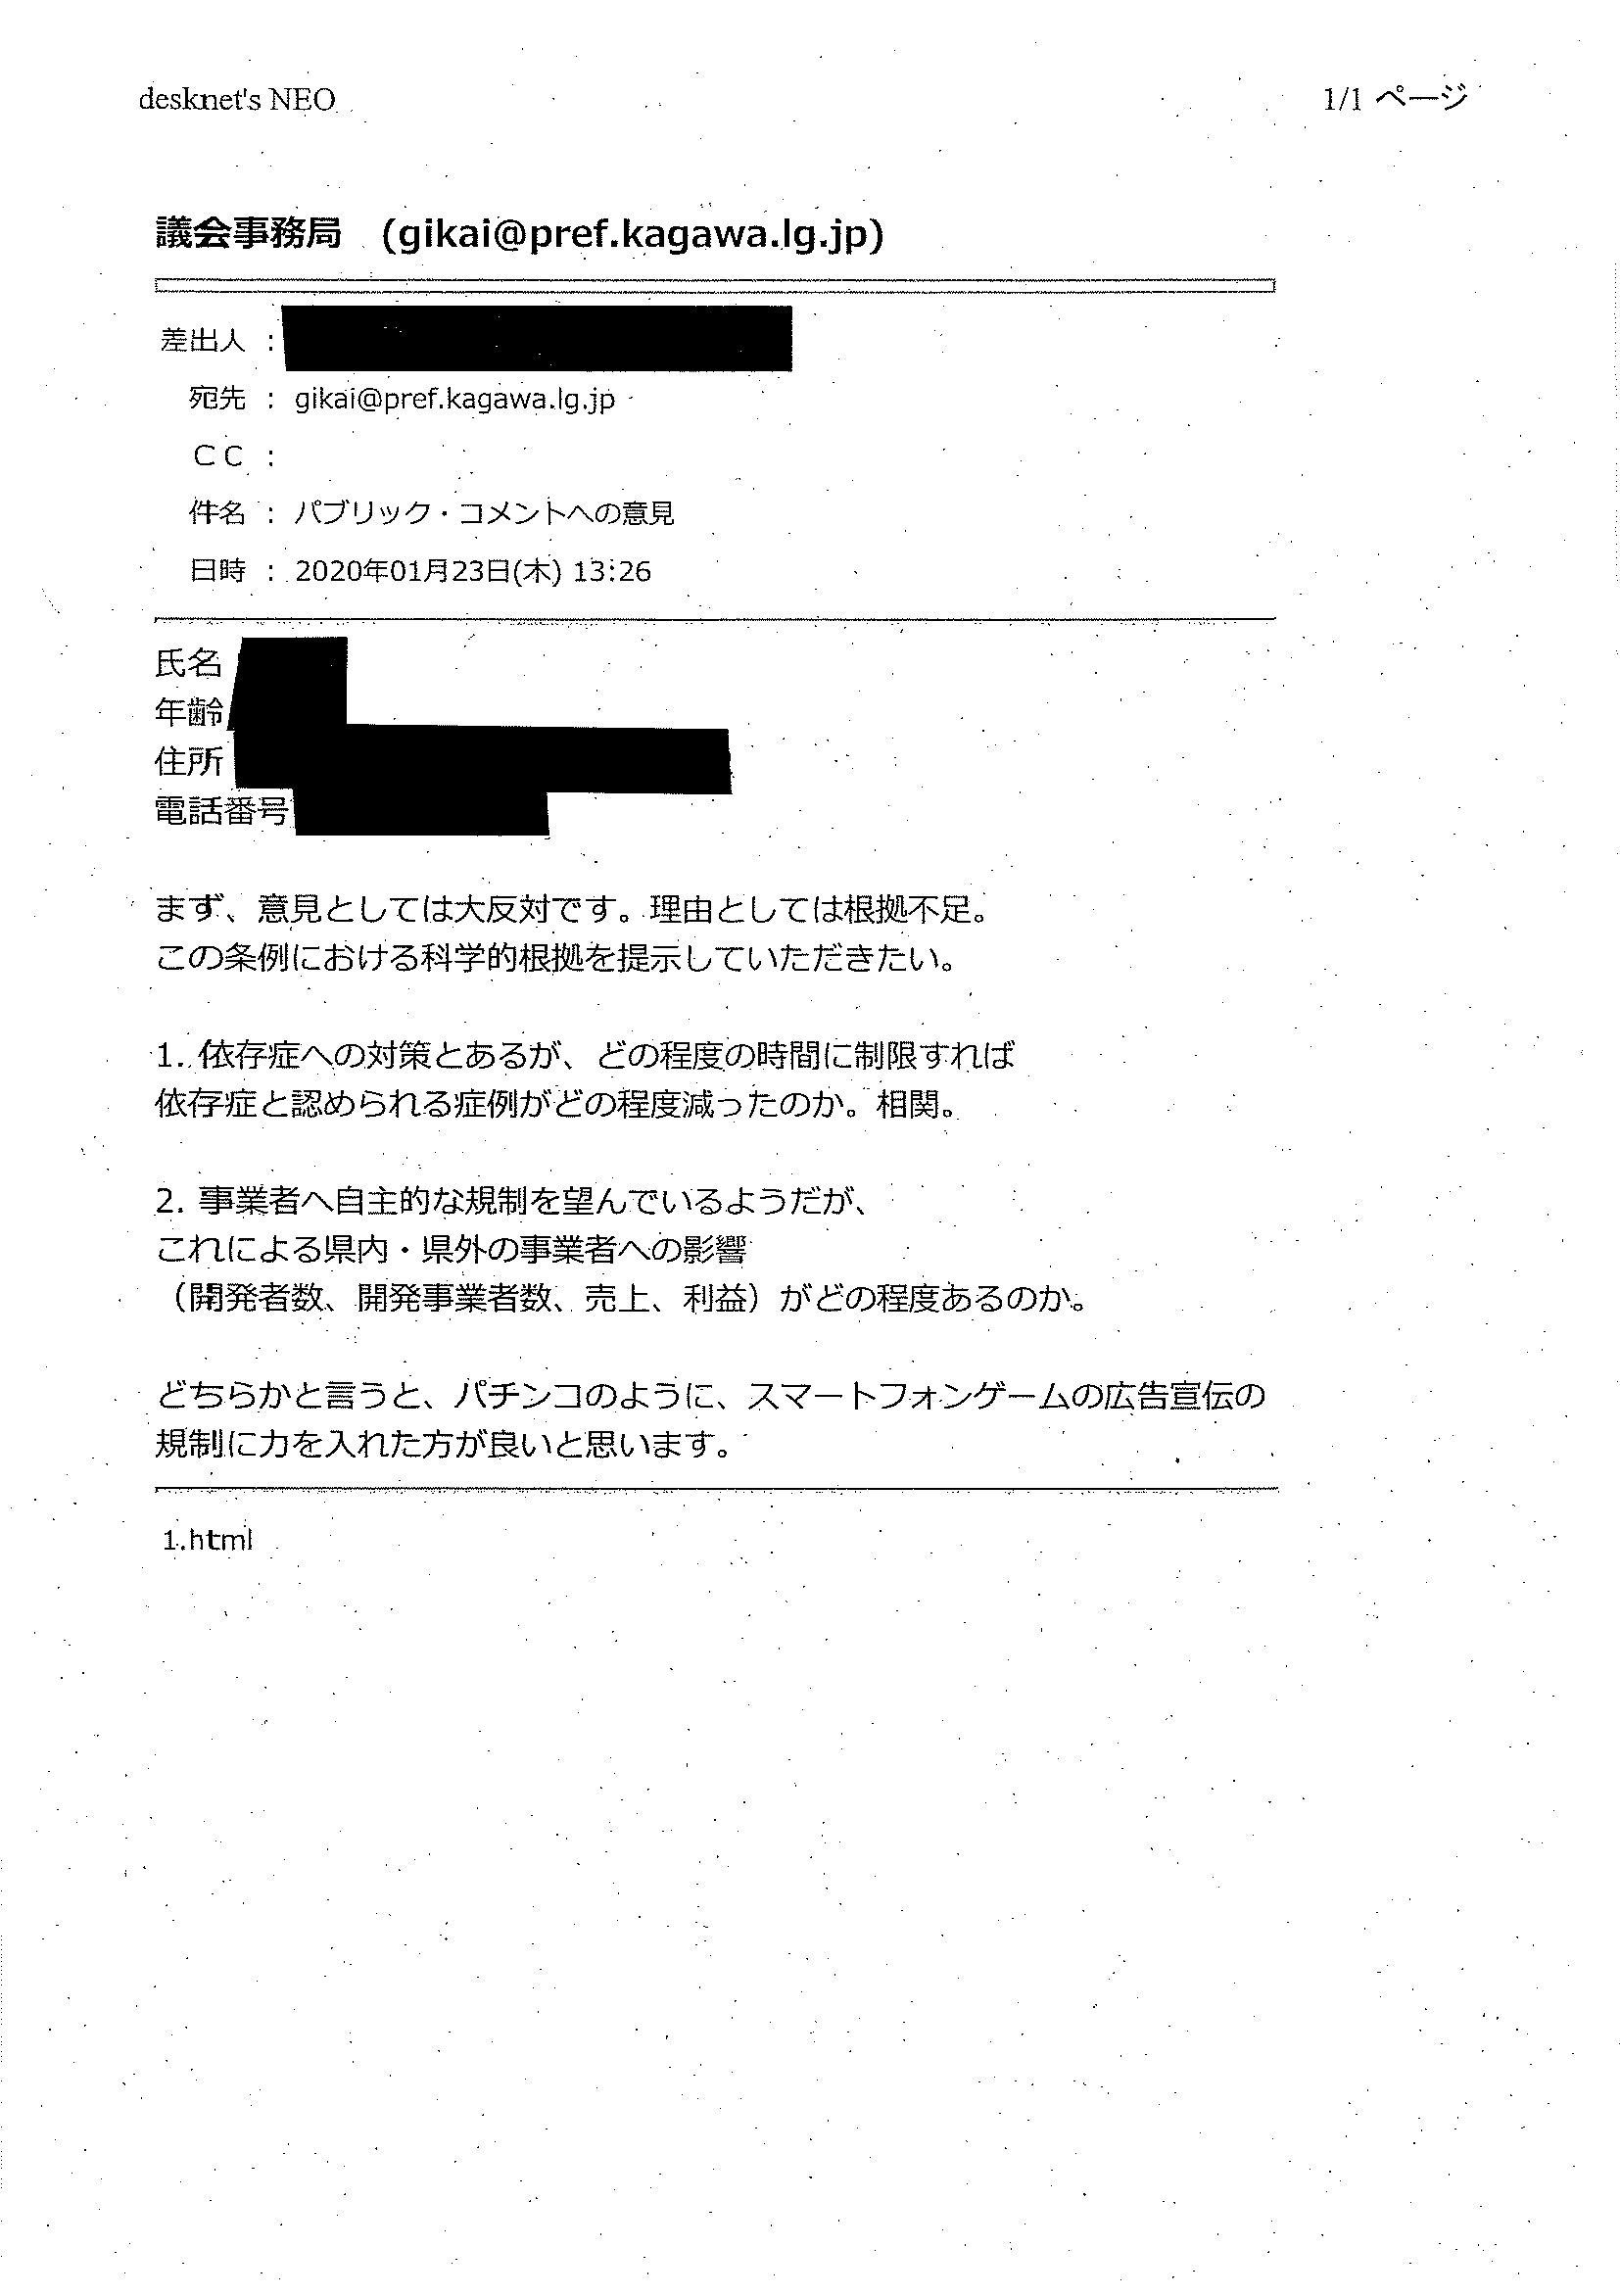 desknet's NEO
1/1 ページ
議会事務局 (gikai@pref.kagawa.lg.jp)
差出人 :
宛先 : gikai@pref.kagawa.lg.jp
ＣＣ :
件名 : パブリック・コメントへの意見
日時 : 2020年01月23日(木) 13:26
氏名
年齢
住所
電話番号
まず、意見としては大反対です。理由としては根拠不足。
この条例における科学的根拠を提示していただきたい。
1. 依存症への対策とあるが、どの程度の時間に制限すれば
依存症と認められる症例がどの程度減ったのか。相関。
2. 事業者へ自主的な規制を望んでいるようだが、
これによる県内・県外の事業者への影響
（開発者数、開発事業者数、売上、利益）がどの程度あるのか。
どちらかと言うと、パチンコのように、スマートフォンゲームの広告宣伝の
規制に力を入れた方が良いと思います。
1.html